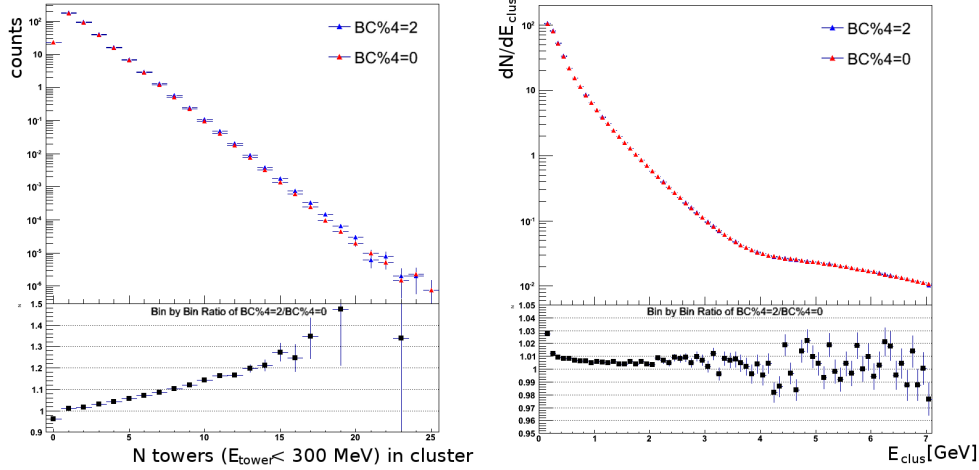 counts
10²
10
1
10⁻¹
10⁻²
10⁻³
10⁻⁴
10⁻⁵
10⁻⁶
BC%4=2
BC%4=0
1.5
1.4
1.3
1.2
1.1
1
0.9
Bin by Bin Ratio of BC%4=2/BC%4=0
0 5 10 15 20 25
N towers (E_tower< 300 MeV) in cluster
dN/dE_clus
10²
10
1
10⁻¹
10⁻²
BC%4=2
BC%4=0
1.05
1.04
1.03
1.02
1.01
1.00
0.99
0.98
0.97
0.96
0.95
Bin by Bin Ratio of BC%4=2/BC%4=0
0 1 2 3 4 5 6 7
E_clus[GeV]